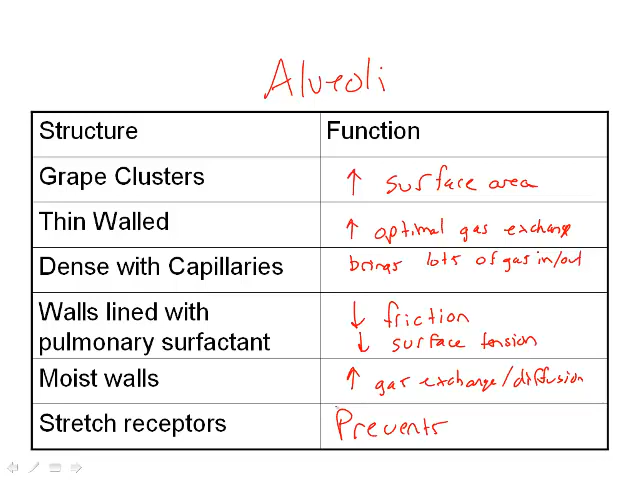 Alveoli
Structure Function
Grape Clusters ↑ surface area
Thin Walled ↑ optimal gas exchange
Dense with Capillaries brings lots of gas in/out
Walls lined with ↓ friction
pulmonary surfactant ↓ surface tension
Moist walls ↑ gas exchange/diffusion
Stretch receptors Prevents